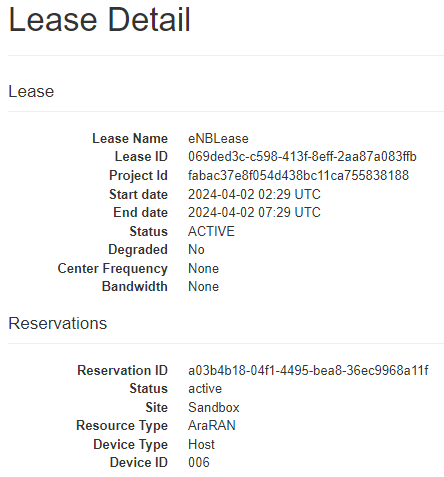 Lease Detail
Lease
Lease Name eNBLease
Lease ID 069ded3c-c598-413f-8eff-2aa87a083ffb
Project Id fabac37e8f054d438bc11ca755838188
Start date 2024-04-02 02:29 UTC
End date 2024-04-02 07:29 UTC
Status ACTIVE
Degraded No
Center Frequency None
Bandwidth None
Reservations
Reservation ID a03b4b18-04f1-4495-bea8-36ec9968a11f
Status active
Site Sandbox
Resource Type AraRAN
Device Type Host
Device ID 006